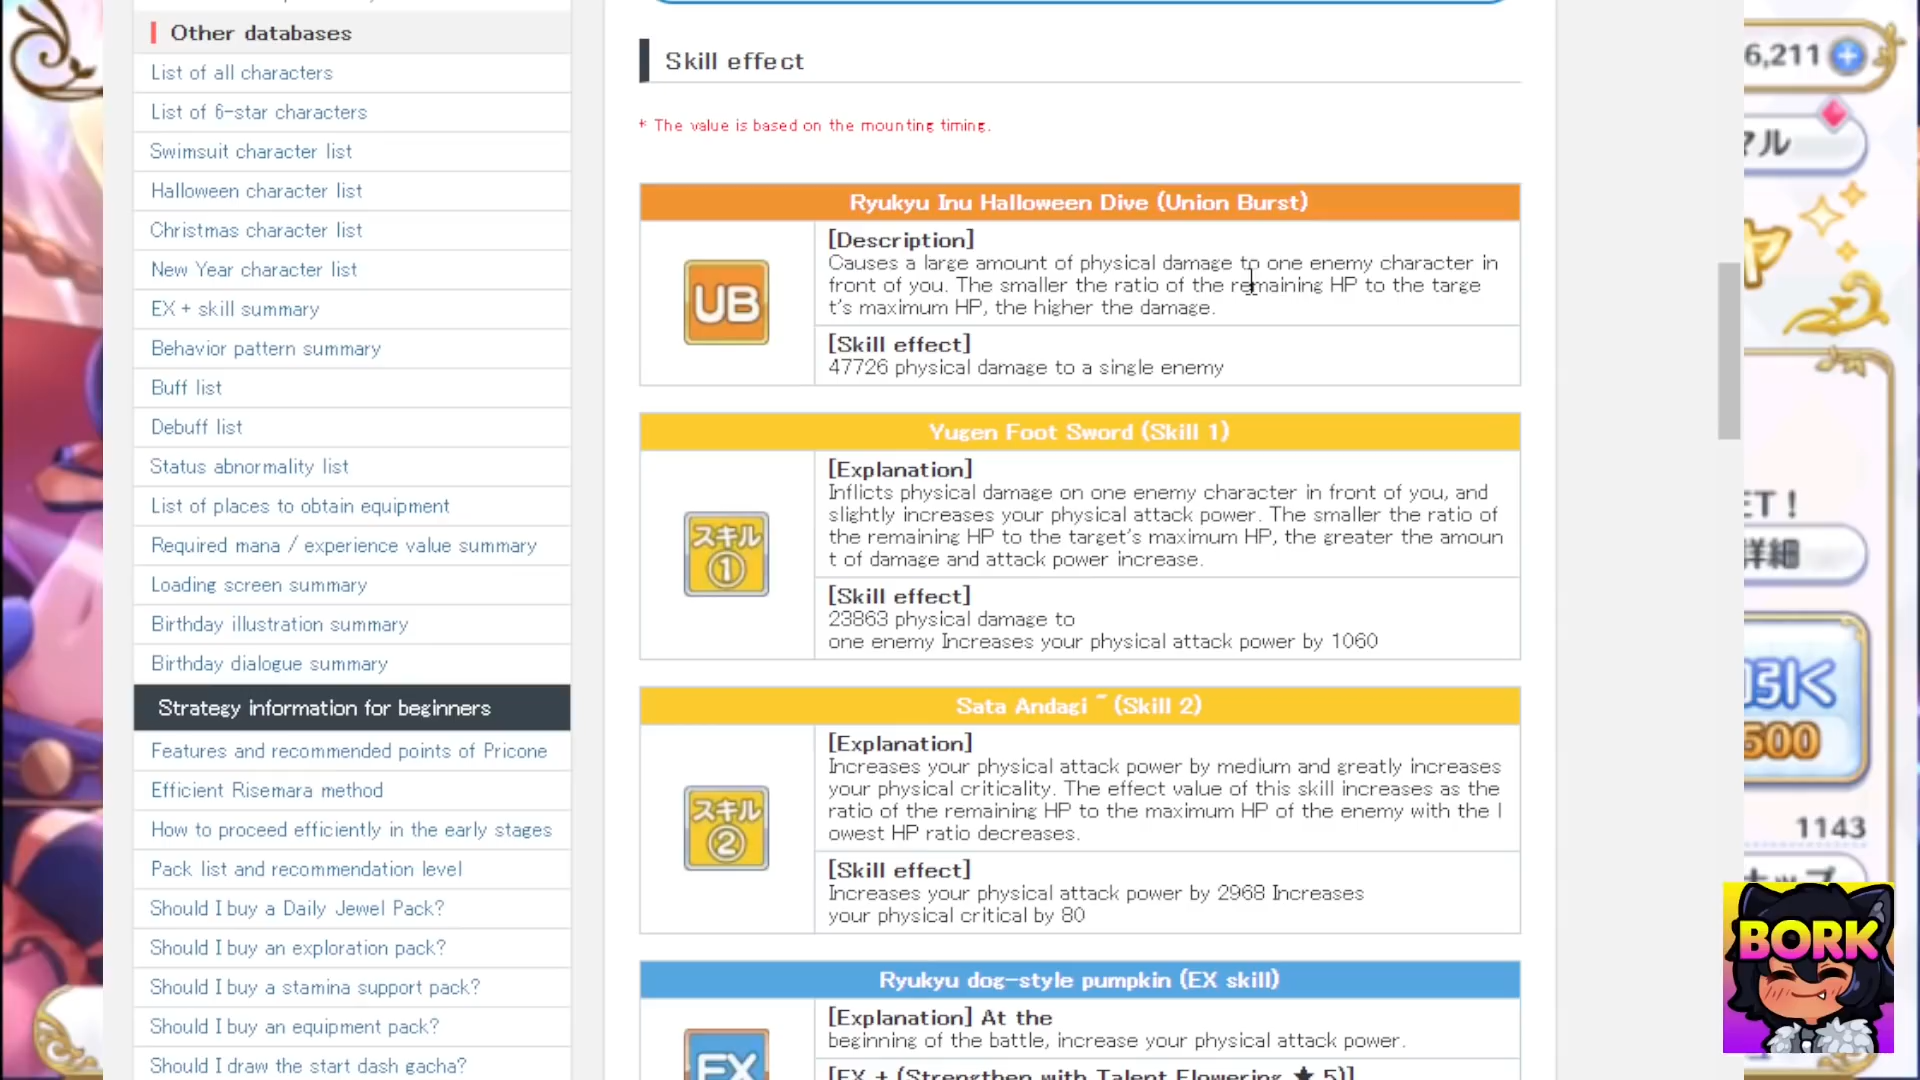 Other databases
List of all characters
List of 6-star characters
Swimsuit character list
Halloween character list
Christmas character list
New Year character list
EX + skill summary
Behavior pattern summary
Buff list
Debuff list
Status abnormality list
List of places to obtain equipment
Required mana / experience value summary
Loading screen summary
Birthday illustration summary
Birthday dialogue summary
Strategy information for beginners
Features and recommended points of Pricone
Efficient Risemara method
How to proceed efficiently in the early stages
Pack list and recommendation level
Should I buy a Daily Jewel Pack?
Should I buy an exploration pack?
Should I buy a stamina support pack?
Should I buy an equipment pack?
Should I draw the start dash gacha?
Skill effect
* The value is based on the mounting timing.
Ryukyu Inu Halloween Dive (Union Burst)
UB
[Description]
Causes a large amount of physical damage to one enemy character in
front of you. The smaller the ratio of the remaining HP to the targe
t's maximum HP, the higher the damage.
[Skill effect]
47726 physical damage to a single enemy
Yugen Foot Sword (Skill 1)
スキル
①
[Explanation]
Inflicts physical damage on one enemy character in front of you, and
slightly increases your physical attack power. The smaller the ratio of
the remaining HP to the target's maximum HP, the greater the amoun
t of damage and attack power increase.
[Skill effect]
23863 physical damage to
one enemy Increases your physical attack power by 1060
Sata Andagi ~ (Skill 2)
スキル
②
[Explanation]
Increases your physical attack power by medium and greatly increases
your physical criticality. The effect value of this skill increases as the
ratio of the remaining HP to the maximum HP of the enemy with the l
owest HP ratio decreases.
[Skill effect]
Increases your physical attack power by 2968 Increases
your physical critical by 80
Ryukyu dog-style pumpkin (EX skill)
EX
[Explanation] At the
beginning of the battle, increase your physical attack power.
[EX + (Strengthen with Talent Flowering ★ 5)]
6,211
マル
ャ
ET!
詳細
引く
500
1143
BORK